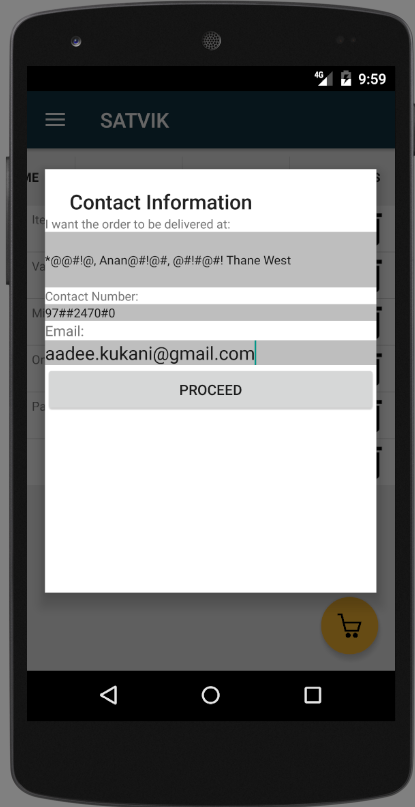 4G 9:59
SATVIK
ME S
Contact Information
Ite
I want the order to be delivered at:
Va
*@@#!@, Anan@#!@#, @#!#@#! Thane West
Contact Number:
Mi
97##2470#0
Email:
Or
aadee.kukani@gmail.com
PROCEED
Pa